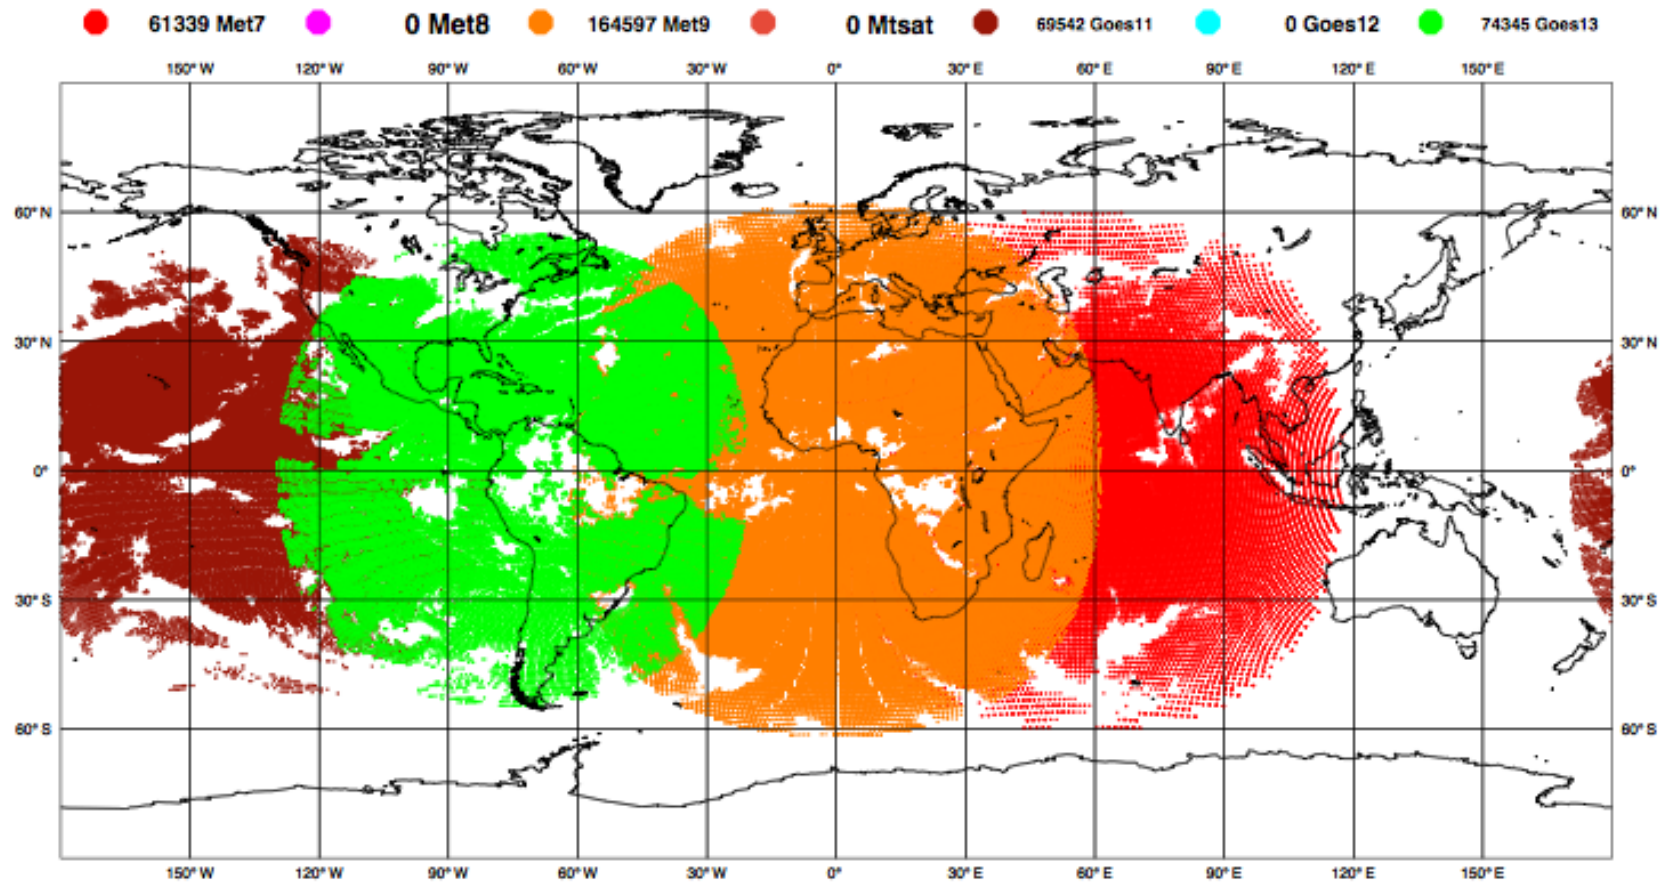 61339 Met7 0 Met8 164597 Met9 0 Mtsat 69542 Goes11 0 Goes12 74345 Goes13
150°W 120°W 90°W 60°W 30°W 0° 30°E 60°E 90°E 120°E 150°E
60°N 60°N
30°N 30°N
0° 0°
30°S 30°S
60°S 60°S
150°W 120°W 90°W 60°W 30°W 0° 30°E 60°E 90°E 120°E 150°E